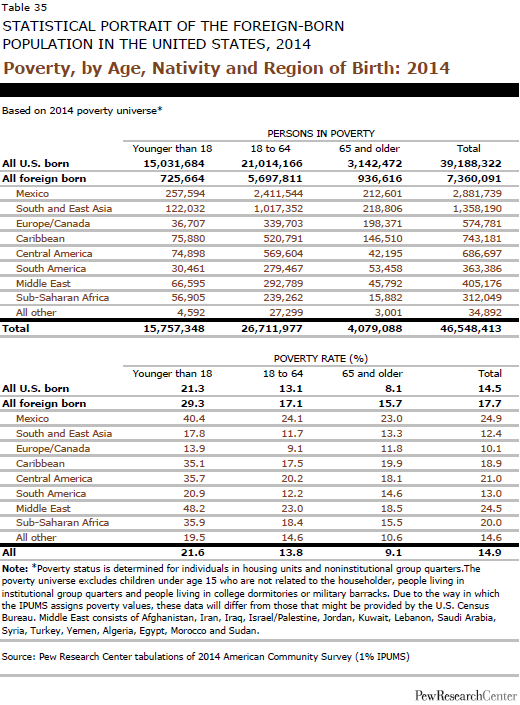 Table 35
STATISTICAL PORTRAIT OF THE FOREIGN-BORN
POPULATION IN THE UNITED STATES, 2014
Poverty, by Age, Nativity and Region of Birth: 2014
Based on 2014 poverty universe*
PERSONS IN POVERTY
Younger than 18 18 to 64 65 and older Total
All U.S. born 15,031,684 21,014,166 3,142,472 39,188,322
All foreign born 725,664 5,697,811 936,616 7,360,091
Mexico 257,594 2,411,544 212,601 2,881,739
South and East Asia 122,032 1,017,352 218,806 1,358,190
Europe/Canada 36,707 339,703 198,371 574,781
Caribbean 75,880 520,791 146,510 743,181
Central America 74,898 569,604 42,195 686,697
South America 30,461 279,467 53,458 363,386
Middle East 66,595 292,789 45,792 405,176
Sub-Saharan Africa 56,905 239,262 15,882 312,049
All other 4,592 27,299 3,001 34,892
Total 15,757,348 26,711,977 4,079,088 46,548,413
POVERTY RATE (%)
Younger than 18 18 to 64 65 and older Total
All U.S. born 21.3 13.1 8.1 14.5
All foreign born 29.3 17.1 15.7 17.7
Mexico 40.4 24.1 23.0 24.9
South and East Asia 17.8 11.7 13.3 12.4
Europe/Canada 13.9 9.1 11.8 10.1
Caribbean 35.1 17.5 19.9 18.9
Central America 35.7 20.2 18.1 21.0
South America 20.9 12.2 14.6 13.0
Middle East 48.2 23.0 18.5 24.5
Sub-Saharan Africa 35.9 18.4 15.5 20.0
All other 19.5 14.6 10.6 14.6
All 21.6 13.8 9.1 14.9
Note: *Poverty status is determined for individuals in housing units and noninstitutional group quarters.The
poverty universe excludes children under age 15 who are not related to the householder, people living in
institutional group quarters and people living in college dormitories or military barracks. Due to the way in which
the IPUMS assigns poverty values, these data will differ from those that might be provided by the U.S. Census
Bureau. Middle East consists of Afghanistan, Iran, Iraq, Israel/Palestine, Jordan, Kuwait, Lebanon, Saudi Arabia,
Syria, Turkey, Yemen, Algeria, Egypt, Morocco and Sudan.
Source: Pew Research Center tabulations of 2014 American Community Survey (1% IPUMS)
PewResearchCenter